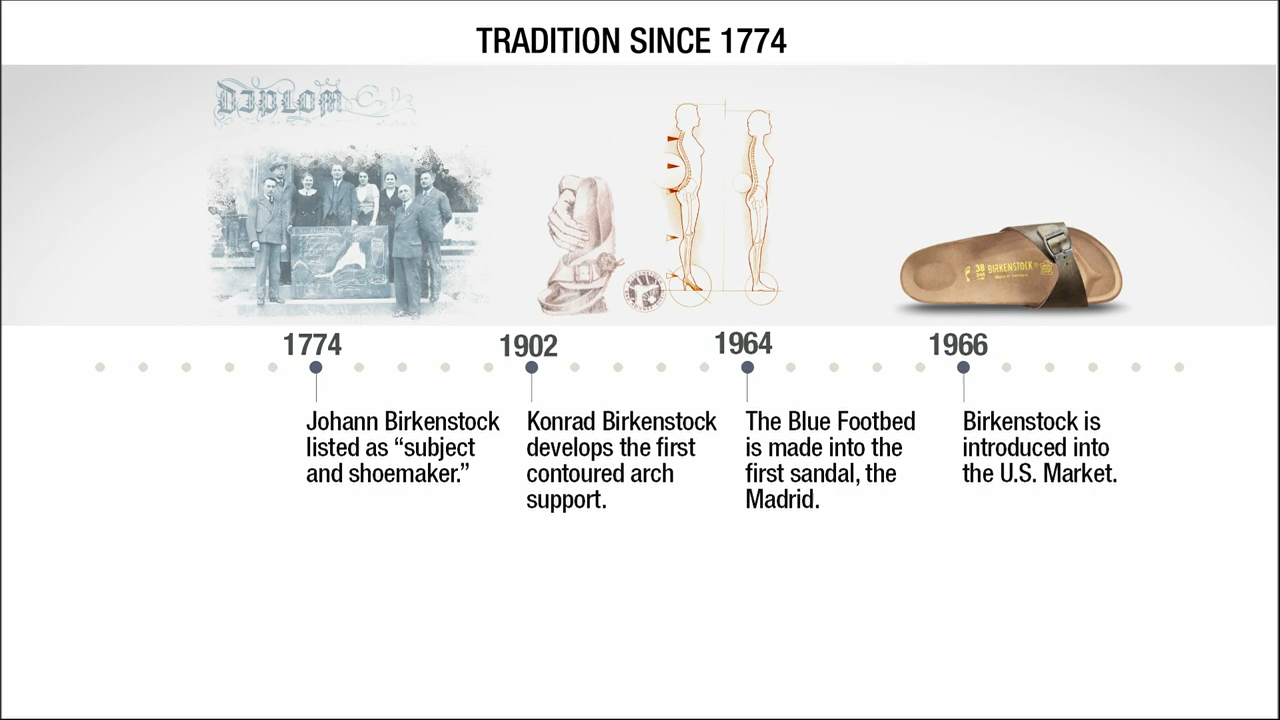 TRADITION SINCE 1774
Diplom
38
BIRKENSTOCK
1774
1902
1964
1966
Johann Birkenstock
listed as “subject
and shoemaker.”
Konrad Birkenstock
develops the first
contoured arch
support.
The Blue Footbed
is made into the
first sandal, the
Madrid.
Birkenstock is
introduced into
the U.S. Market.